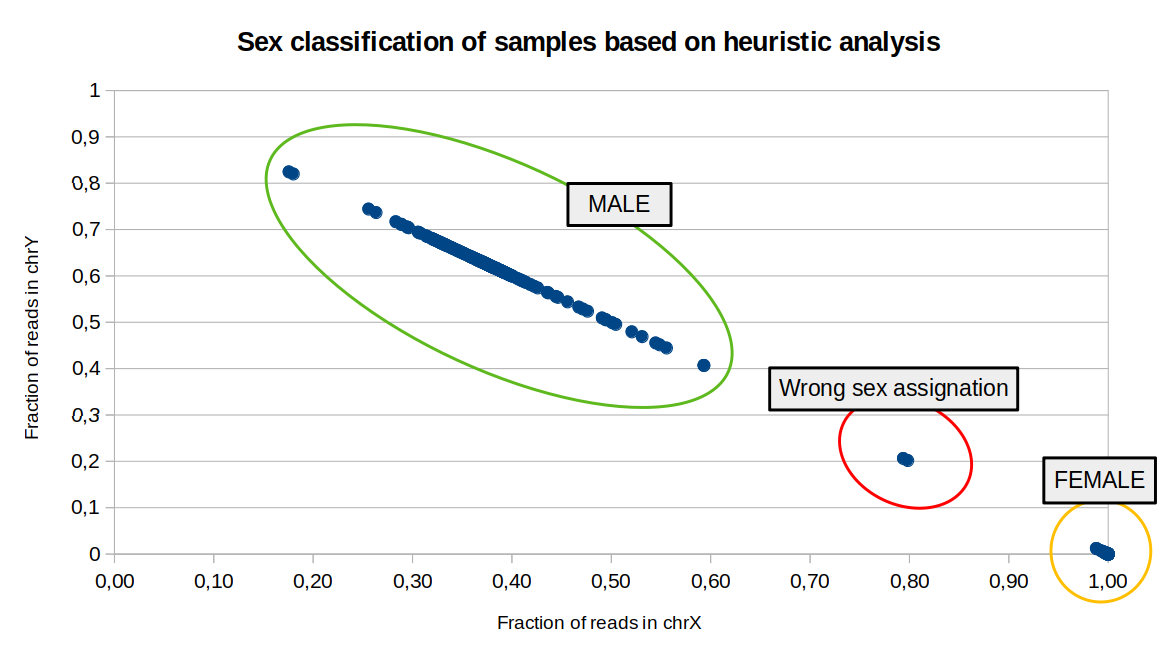 Sex classification of samples based on heuristic analysis
1
0,9
0,8
0,7
0,6
0,5
0,4
0,3
0,2
0,1
0
Fraction of reads in chrY
MALE
Wrong sex assignation
FEMALE
0,00 0,10 0,20 0,30 0,40 0,50 0,60 0,70 0,80 0,90 1,00
Fraction of reads in chrX